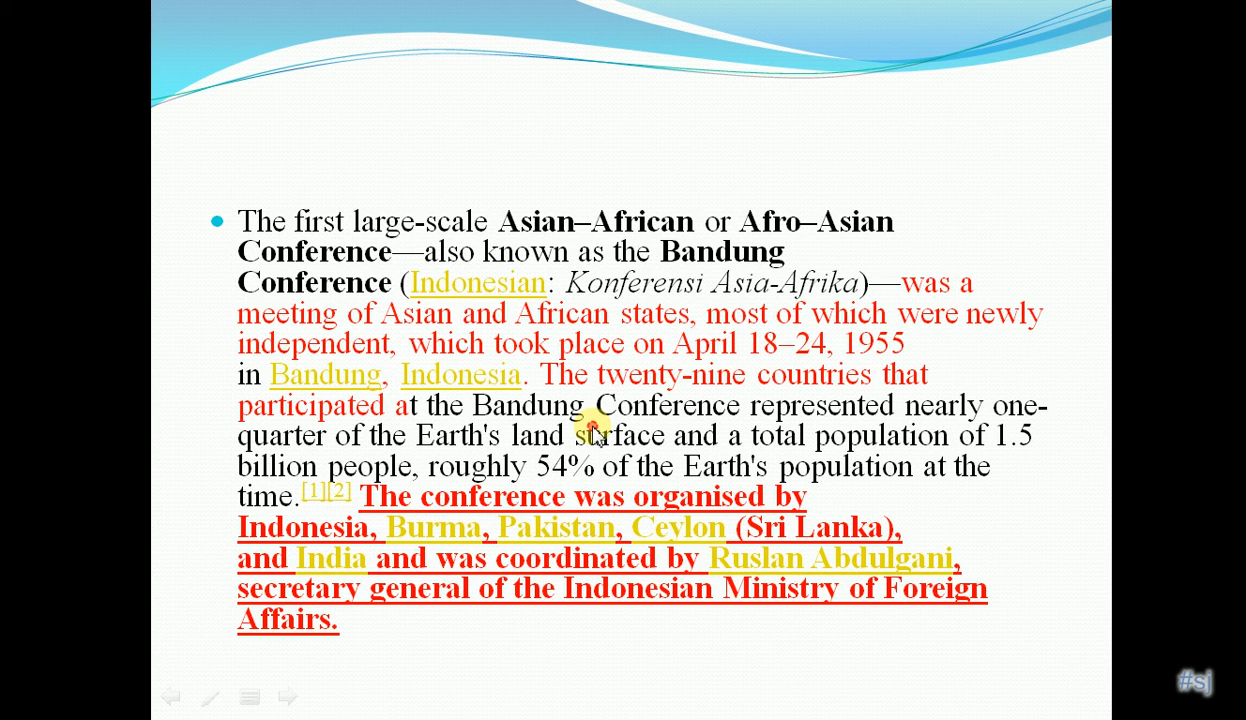 The first large-scale Asian–African or Afro–Asian
Conference—also known as the Bandung
Conference (Indonesian: Konferensi Asia-Afrika)—was a
meeting of Asian and African states, most of which were newly
independent, which took place on April 18–24, 1955
in Bandung, Indonesia. The twenty-nine countries that
participated at the Bandung Conference represented nearly one-
quarter of the Earth's land surface and a total population of 1.5
billion people, roughly 54% of the Earth's population at the
time.[1][2] The conference was organised by
Indonesia, Burma, Pakistan, Ceylon (Sri Lanka),
and India and was coordinated by Ruslan Abdulgani,
secretary general of the Indonesian Ministry of Foreign
Affairs.
#sj